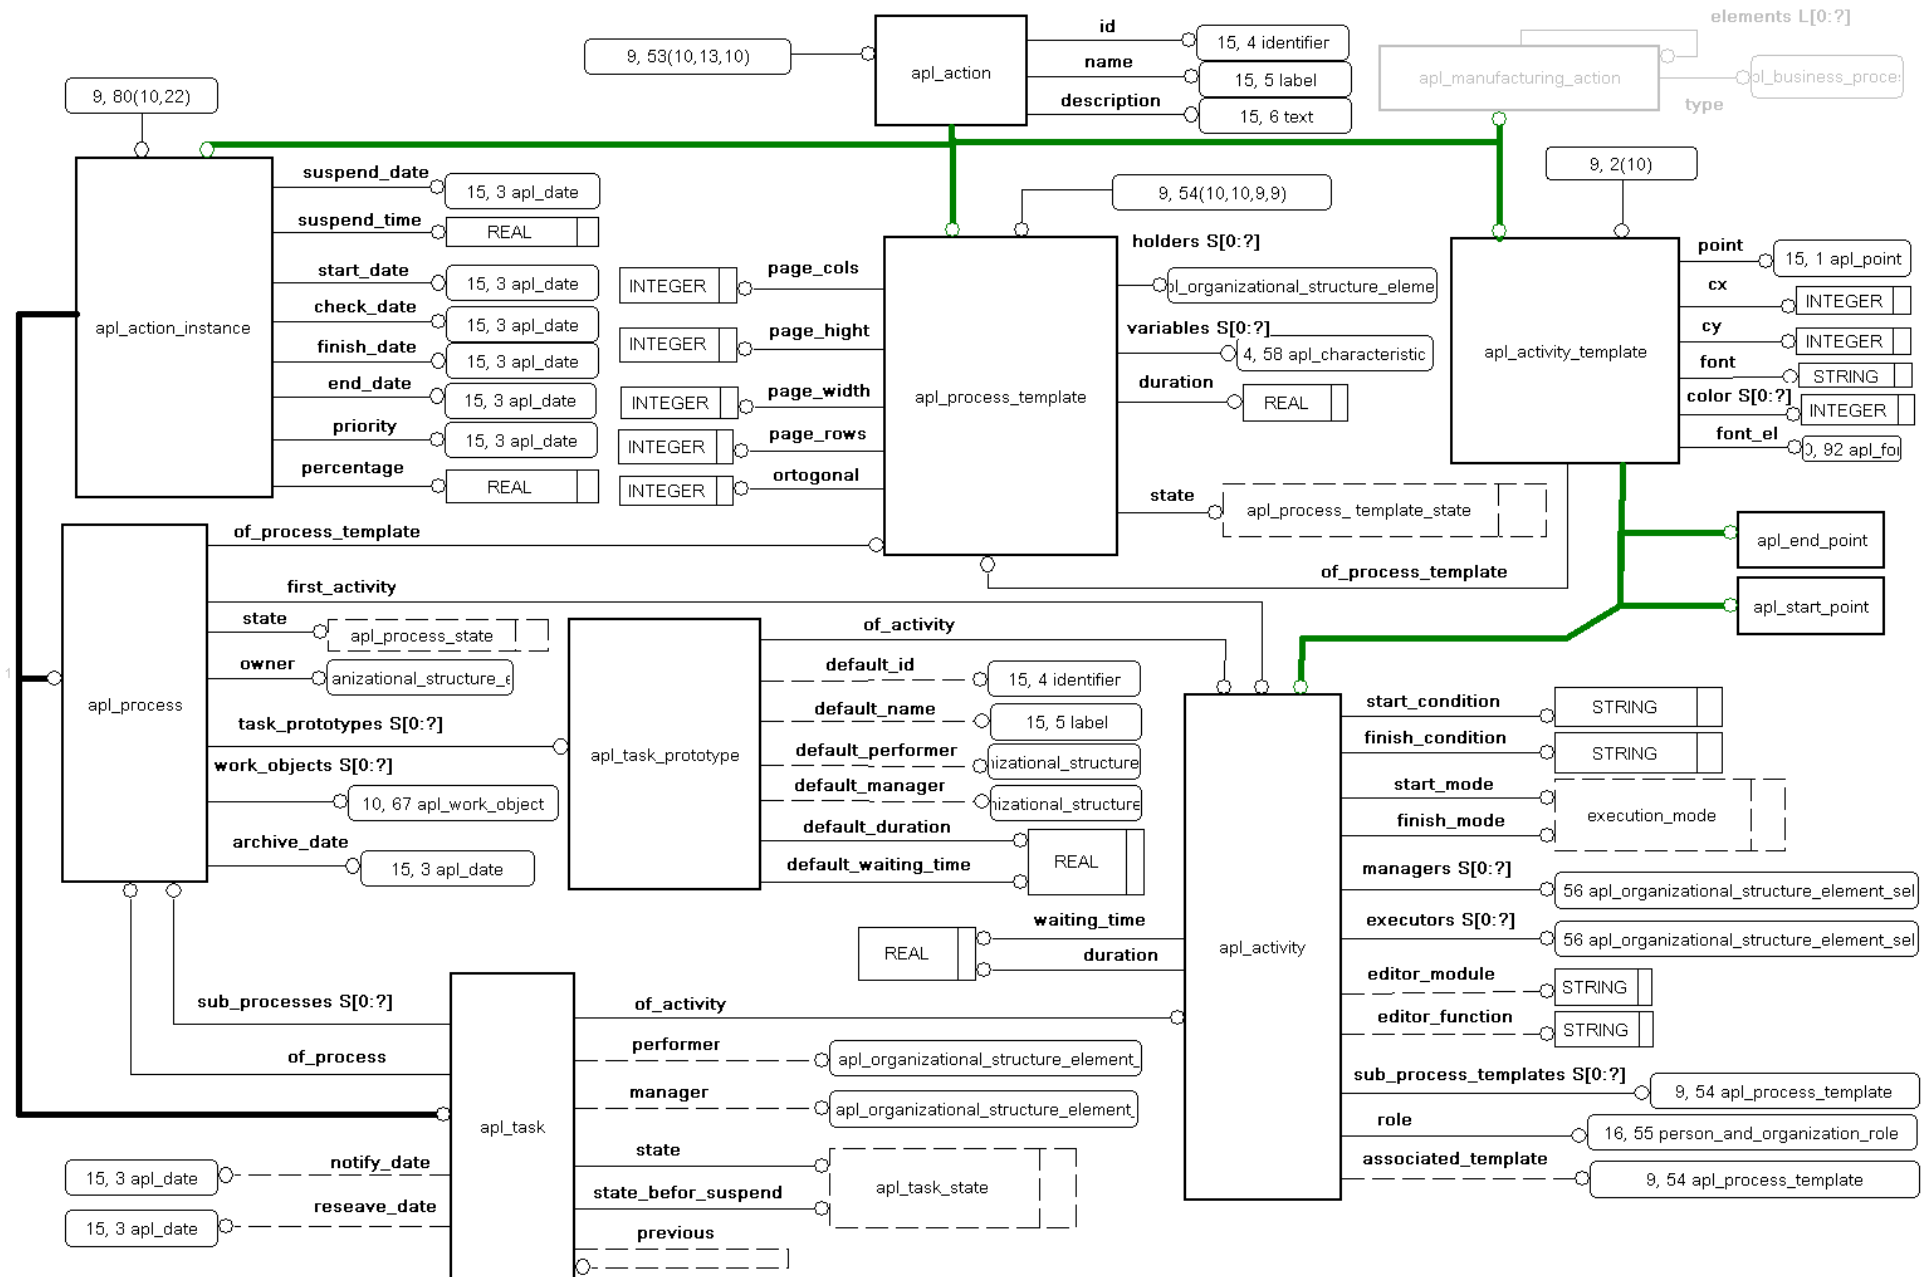 elements L[0:?]
id
9, 53(10,13,10)
apl_action
15, 4 identifier
name
15, 5 label
apl_manufacturing_action
description
15, 6 text
type
9, 80(10,22)
9, 2(10)
suspend_date
15, 3 apl_date
9, 54(10,10,9,9)
suspend_time
REAL
holders S[0:?]
point
15, 1 apl_point
start_date
15, 3 apl_date
INTEGER
page_cols
cx
INTEGER
apl_action_instance
check_date
15, 3 apl_date
INTEGER
page_hight
variables S[0:?]
4, 58 apl_characteristic
apl_activity_template
cy
INTEGER
finish_date
15, 3 apl_date
font
STRING
end_date
15, 3 apl_date
INTEGER
page_width
apl_process_template
duration
REAL
color S[0:?]
INTEGER
priority
15, 3 apl_date
INTEGER
page_rows
font_el
percentage
REAL
INTEGER
ortogonal
state
apl_process_ template_state
of_process_template
apl_end_point
of_process_template
first_activity
apl_start_point
state
apl_process_state
of_activity
owner
default_id
15, 4 identifier
1
apl_process
task_prototypes S[0:?]
default_name
15, 5 label
start_condition
STRING
apl_task_prototype
finish_condition
STRING
work_objects S[0:?]
default_performer
10, 67 apl_work_object
default_manager
start_mode
execution_mode
archive_date
15, 3 apl_date
default_duration
REAL
finish_mode
default_waiting_time
managers S[0:?]
56 apl_organizational_structure_element_sel
waiting_time
REAL
duration
apl_activity
executors S[0:?]
56 apl_organizational_structure_element_sel
editor_module
STRING
sub_processes S[0:?]
of_activity
editor_function
STRING
of_process
performer
apl_organizational_structure_element_
sub_process_templates S[0:?]
9, 54 apl_process_template
manager
apl_organizational_structure_element_
apl_task
role
16, 55 person_and_organization_role
15, 3 apl_date
notify_date
state
associated_template
9, 54 apl_process_template
apl_task_state
15, 3 apl_date
reseave_date
state_befor_suspend
previous